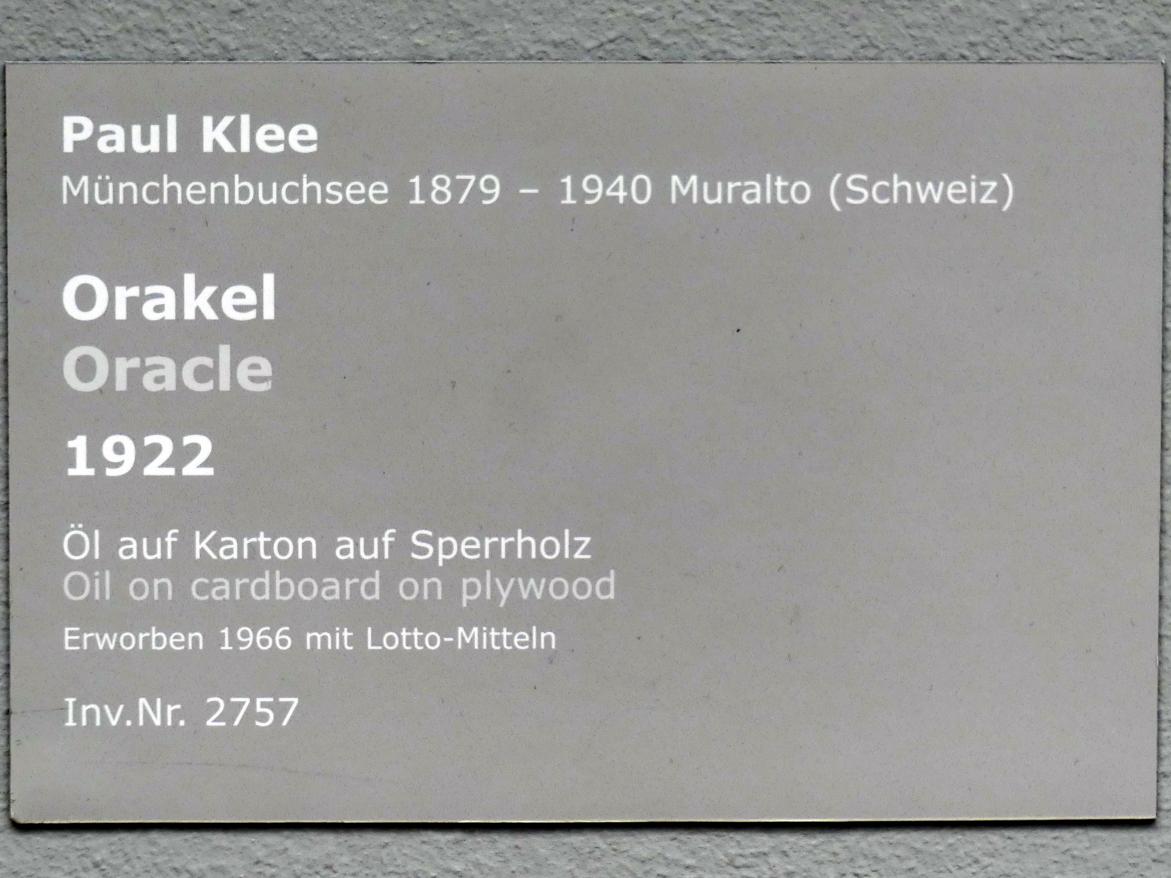 Paul Klee
Münchenbuchsee 1879 – 1940 Muralto (Schweiz)
Orakel
Oracle
1922
Öl auf Karton auf Sperrholz
Oil on cardboard on plywood
Erworben 1966 mit Lotto-Mitteln
Inv.Nr. 2757